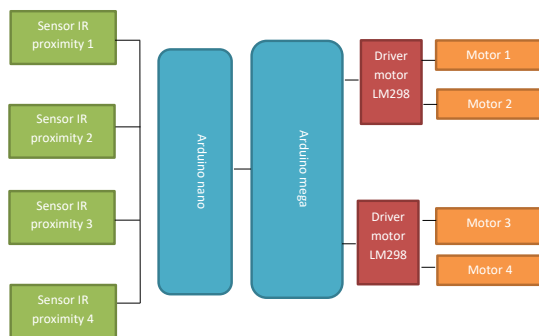 Sensor IR
proximity 1
Sensor IR
proximity 2
Sensor IR
proximity 3
Sensor IR
proximity 4
Arduino nano
Arduino mega
Driver
motor
LM298
Motor 1
Motor 2
Driver
motor
LM298
Motor 3
Motor 4